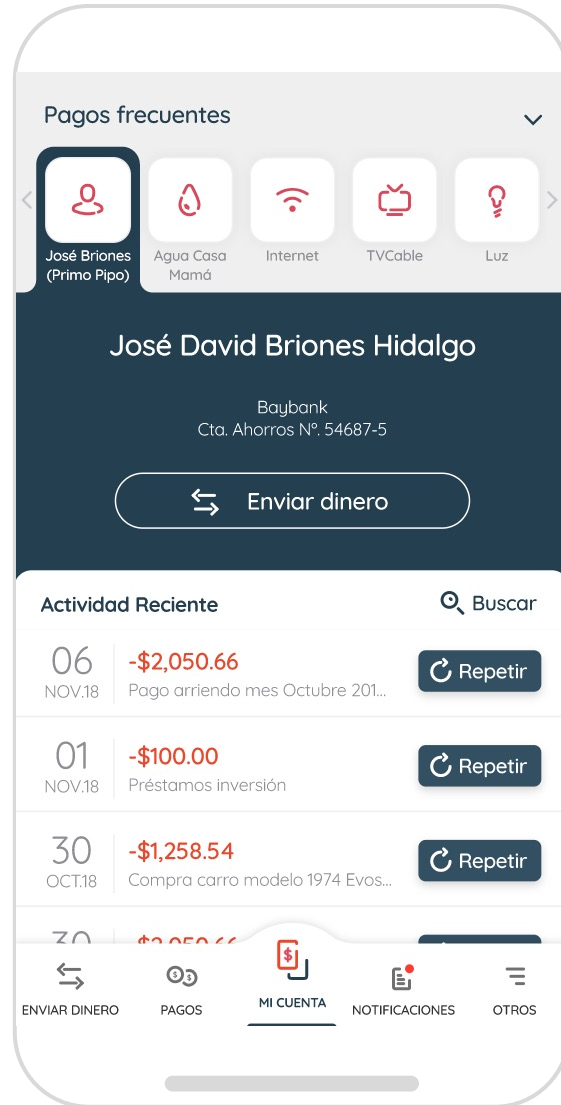 Pagos frecuentes
José Briones
(Primo Pipo)
Agua Casa
Mamá
Internet
TVCable
Luz
José David Briones Hidalgo
Baybank
Cta. Ahorros Nº. 54687-5
Enviar dinero
Actividad Reciente
Buscar
06
NOV.18
-$2,050.66
Pago arriendo mes Octubre 201...
Repetir
01
NOV.18
-$100.00
Préstamos inversión
Repetir
30
OCT.18
-$1,258.54
Compra carro modelo 1974 Evos...
Repetir
30
$
ENVIAR DINERO
$ $
PAGOS
MI CUENTA
NOTIFICACIONES
OTROS